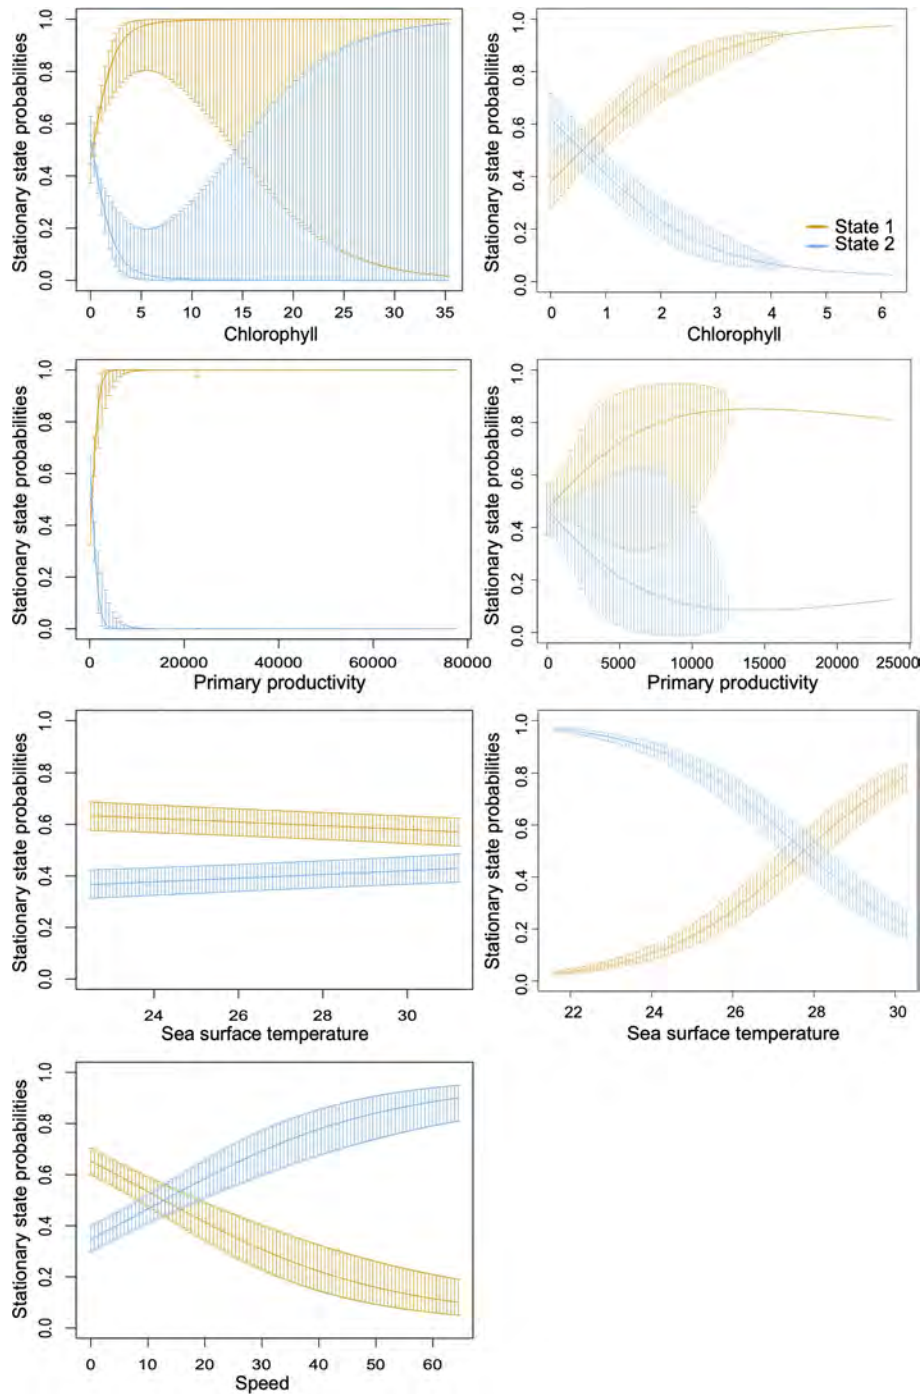 Stationary state probabilities
1.0
0.8
0.6
0.4
0.2
0.0
0 5 10 15 20 25 30 35
Chlorophyll
Stationary state probabilities
1.0
0.8
0.6
0.4
0.2
0.0
State 1
State 2
0 1 2 3 4 5 6
Chlorophyll
Stationary state probabilities
1.0
0.8
0.6
0.4
0.2
0.0
0 20000 40000 60000 80000
Primary productivity
Stationary state probabilities
1.0
0.8
0.6
0.4
0.2
0.0
0 5000 10000 15000 20000 25000
Primary productivity
Stationary state probabilities
1.0
0.8
0.6
0.4
0.2
0.0
24 26 28 30
Sea surface temperature
Stationary state probabilities
1.0
0.8
0.6
0.4
0.2
0.0
22 24 26 28 30
Sea surface temperature
Stationary state probabilities
1.0
0.8
0.6
0.4
0.2
0.0
0 10 20 30 40 50 60
Speed